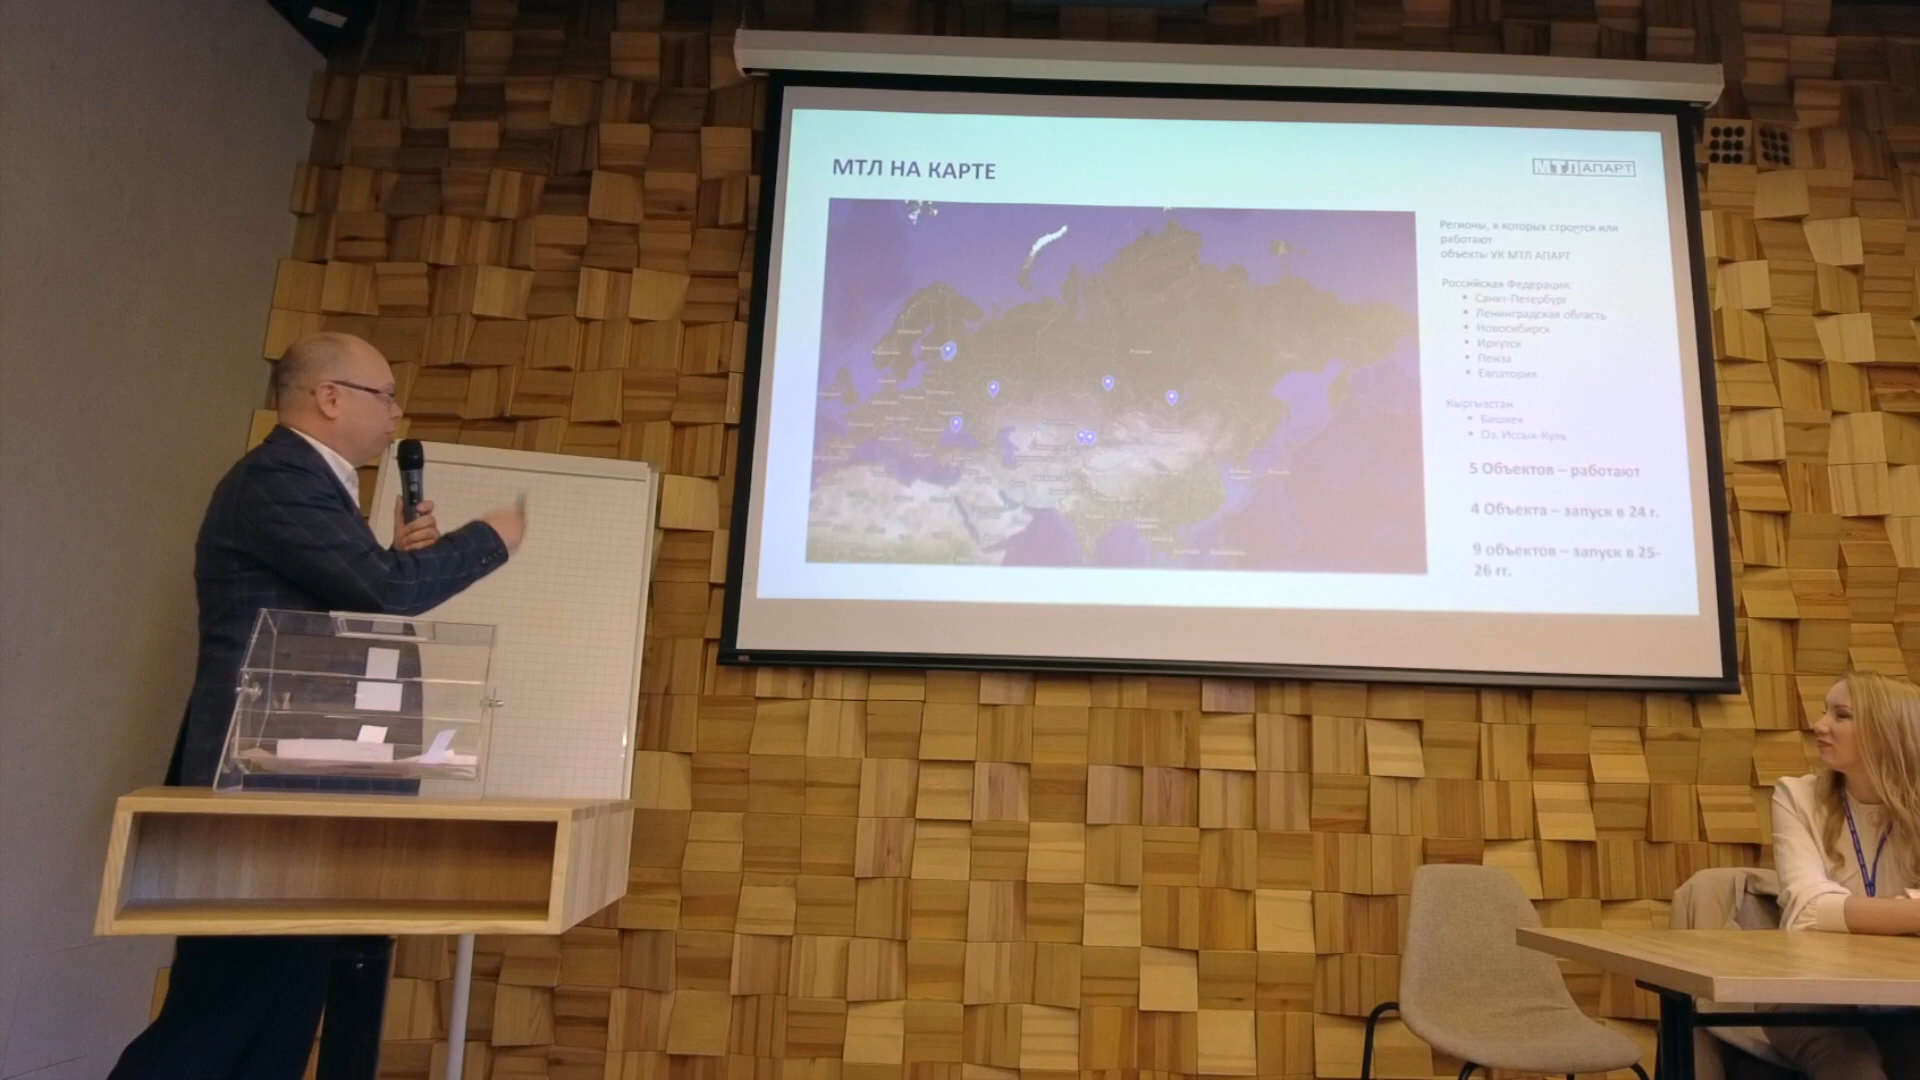 МТЛ НА КАРТЕ
МТЛ АПАРТ
Регионы, в которых строятся или
работают
объекты УК МТЛ АПАРТ
Российская Федерация:
Санкт-Петербург
Ленинградская область
Новосибирск
Иркутск
Пенза
Евпатория
Кыргызстан
Бишкек
Оз. Иссык-Куль
5 Объектов – работают
4 Объекта – запуск в 24 г.
9 объектов – запуск в 25-
26 гг.
Россия